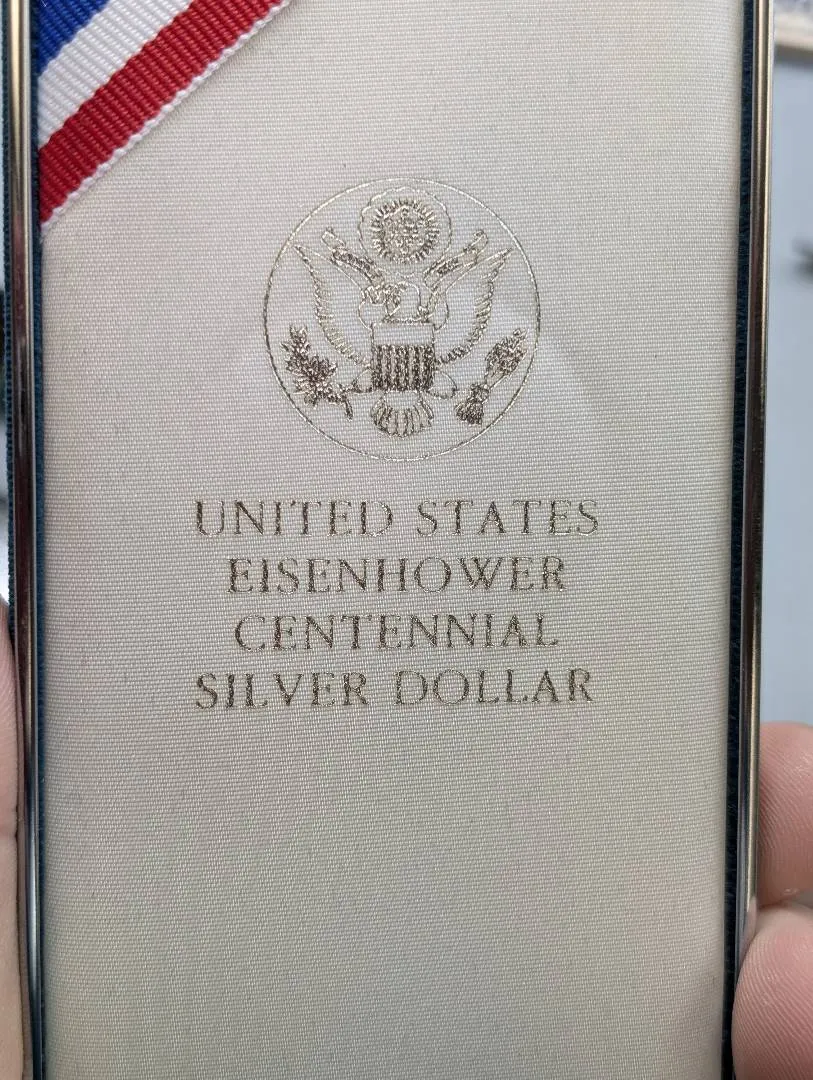 UNITED STATES
EISENHOWER
CENTENNIAL
SILVER DOLLAR